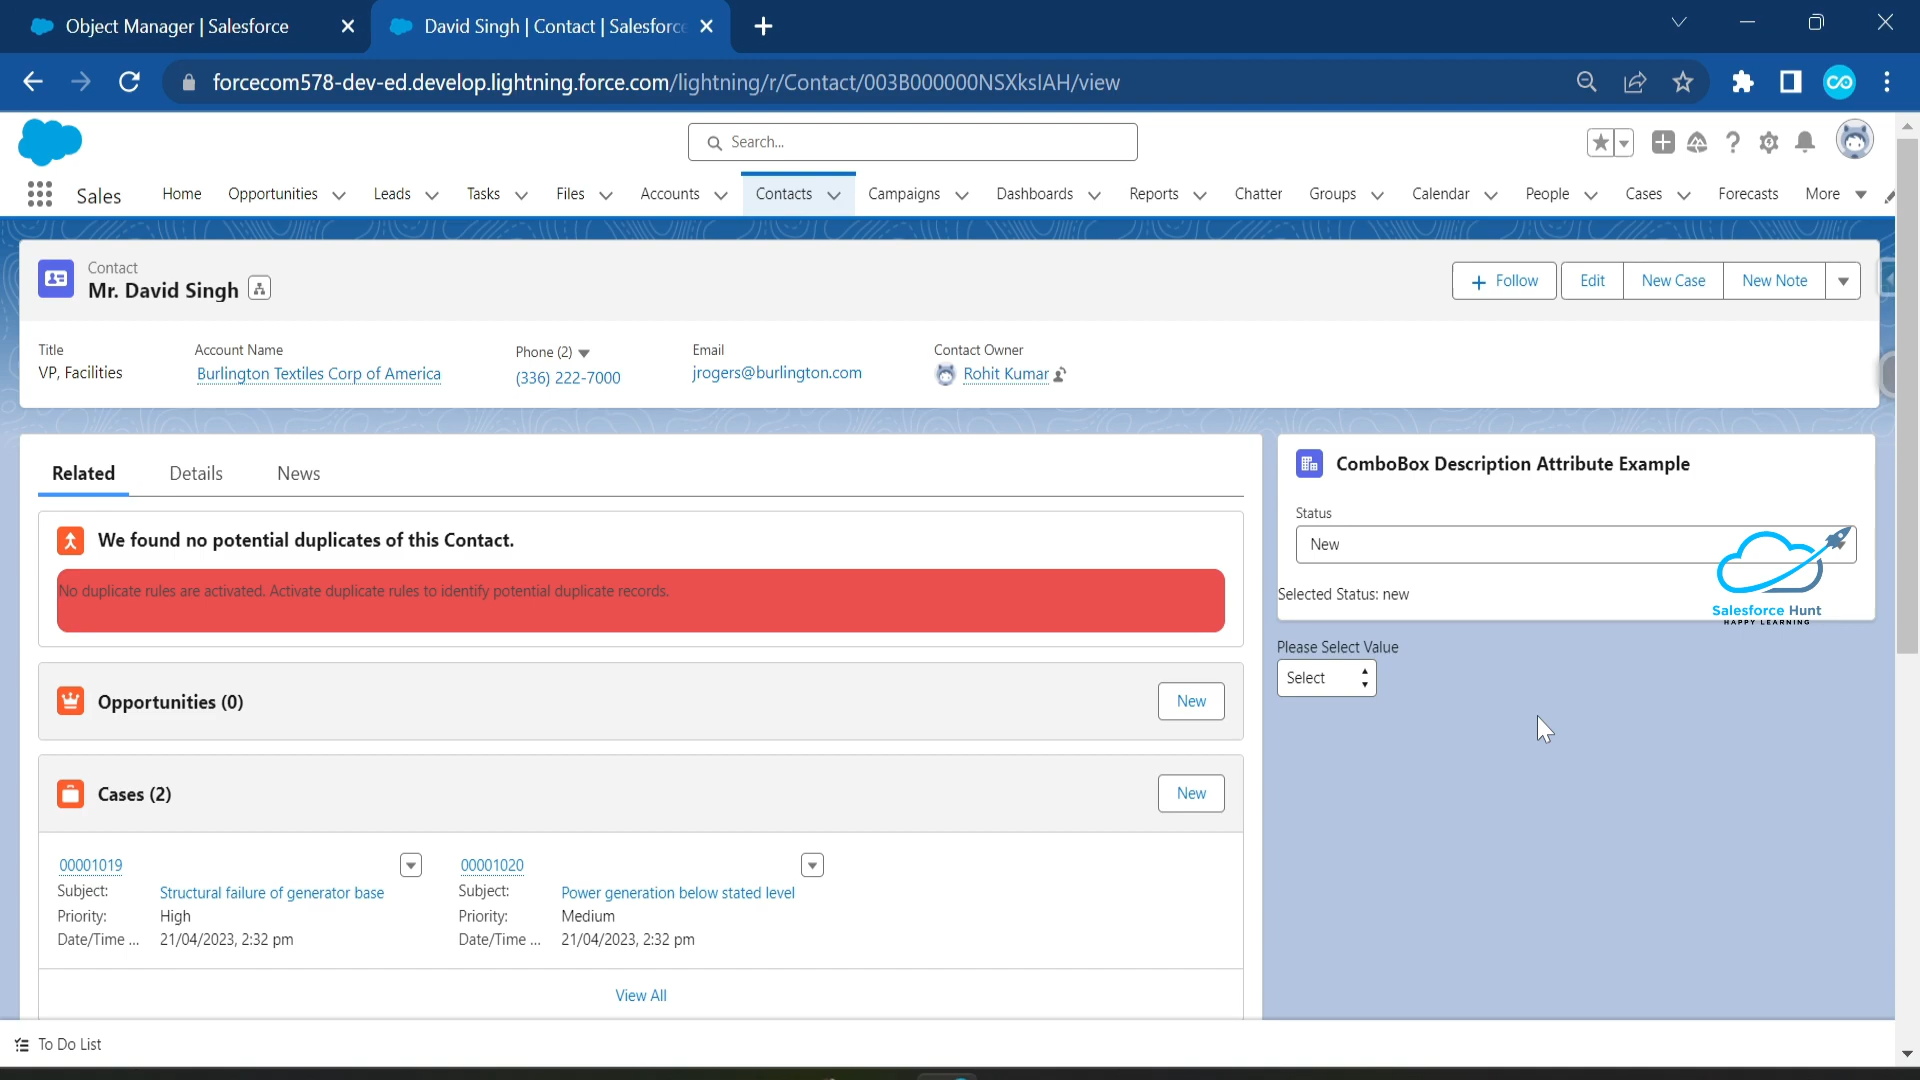 Object Manager | Salesforce
David Singh | Contact | Salesforce
forcecom578-dev-ed.develop.lightning.force.com/lightning/r/Contact/003B000000NSXksIAH/view
Search...
Sales
Home
Opportunities
Leads
Tasks
Files
Accounts
Contacts
Campaigns
Dashboards
Reports
Chatter
Groups
Calendar
People
Cases
Forecasts
More
Contact
Mr. David Singh
Follow
Edit
New Case
New Note
Title
VP, Facilities
Account Name
Burlington Textiles Corp of America
Phone (2)
(336) 222-7000
Email
jrogers@burlington.com
Contact Owner
Rohit Kumar
Related
Details
News
We found no potential duplicates of this Contact.
No duplicate rules are activated. Activate duplicate rules to identify potential duplicate records.
Opportunities (0)
New
Cases (2)
New
00001019
Subject: Structural failure of generator base
Priority: High
Date/Time ... 21/04/2023, 2:32 pm
00001020
Subject: Power generation below stated level
Priority: Medium
Date/Time ... 21/04/2023, 2:32 pm
View All
ComboBox Description Attribute Example
Status
New
Selected Status: new
Salesforce Hunt
HAPPY LEARNING
Please Select Value
Select
To Do List